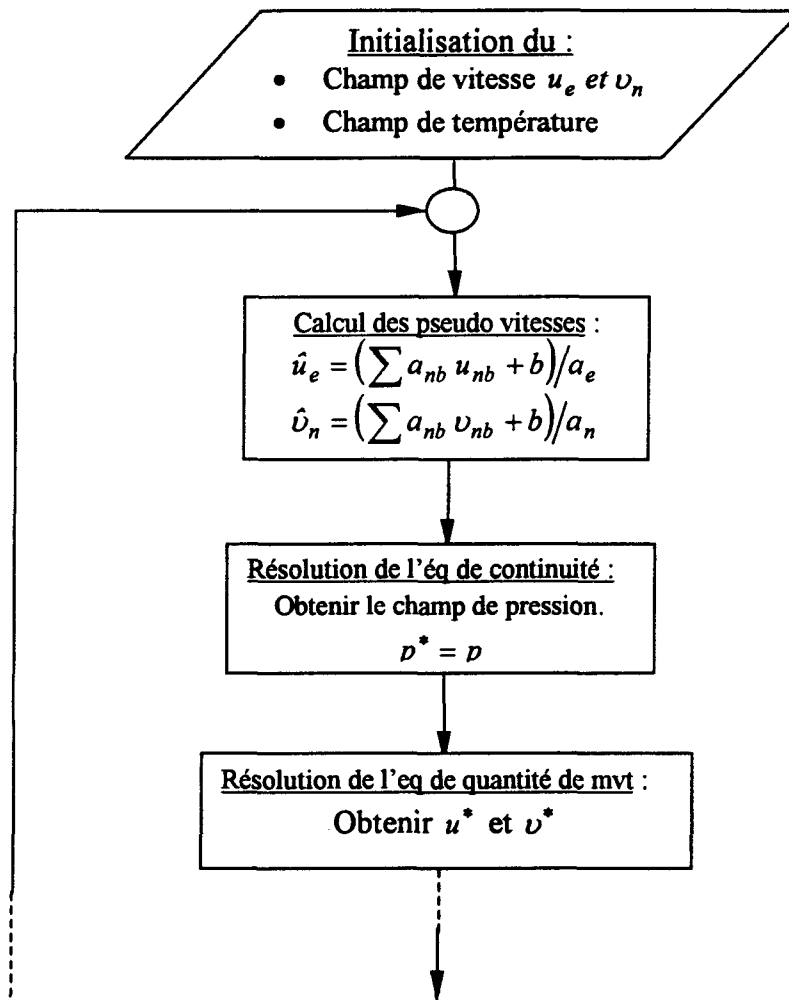 Initialisation du :
• Champ de vitesse u_e et υ_n
• Champ de température
Calcul des pseudo vitesses :
û_e = (∑ a_nb u_nb + b)/a_e
υ̂_n = (∑ a_nb υ_nb + b)/a_n
Résolution de l'éq de continuité :
Obtenir le champ de pression.
p* = p
Résolution de l'eq de quantité de mvt :
Obtenir u* et υ*